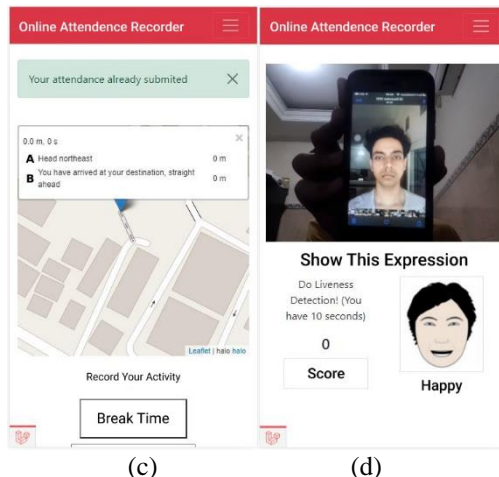 Online Attendence Recorder
Your attendance already submited
0.0 m, 0 s
A Head northeast 0 m
B You have arrived at your destination, straight ahead 0 m
Leaflet | halo halo
Record Your Activity
Break Time
(c)
Online Attendence Recorder
Show This Expression
Do Liveness
Detection! (You
have 10 seconds)
0
Score
Happy
(d)